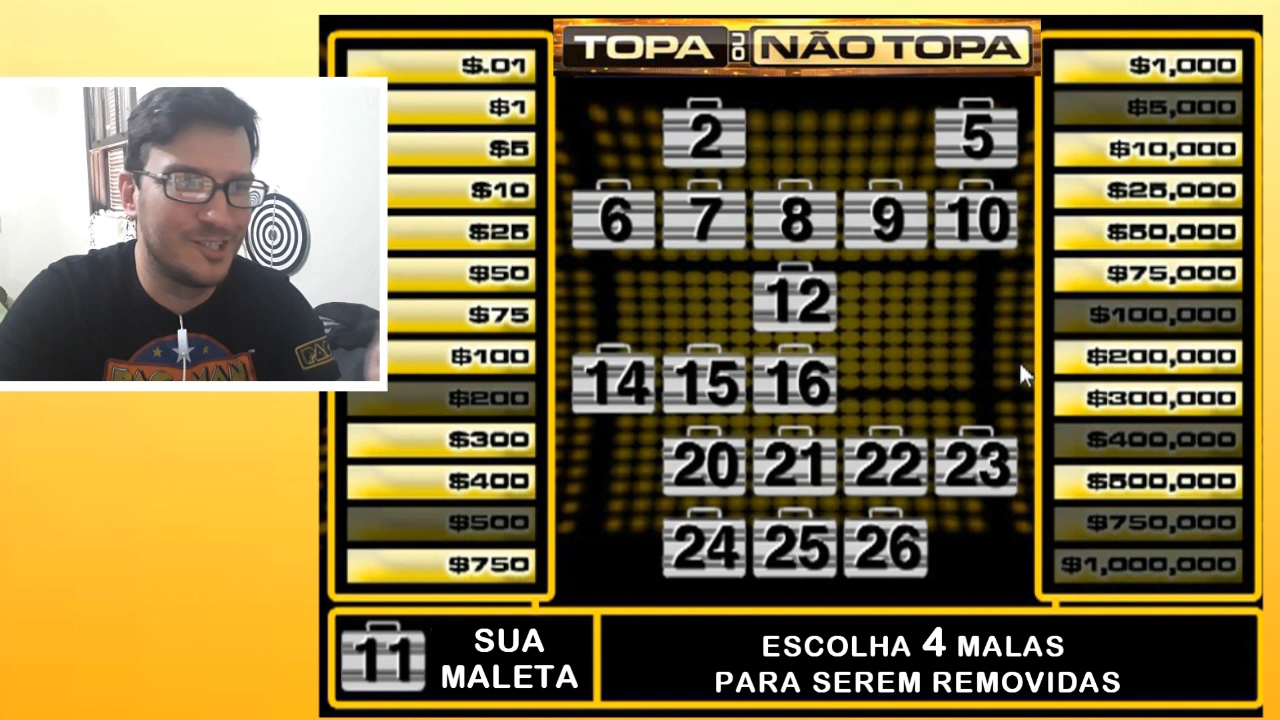 TOPA OU NÃO TOPA
$.01
$1
$5
$10
$25
$50
$75
$100
$200
$300
$400
$500
$750
2 5
6 7 8 9 10
12
14 15 16
20 21 22 23
24 25 26
$1,000
$5,000
$10,000
$25,000
$50,000
$75,000
$100,000
$200,000
$300,000
$400,000
$500,000
$750,000
$1,000,000
PAC-MAN
11
SUA
MALETA
ESCOLHA 4 MALAS
PARA SEREM REMOVIDAS